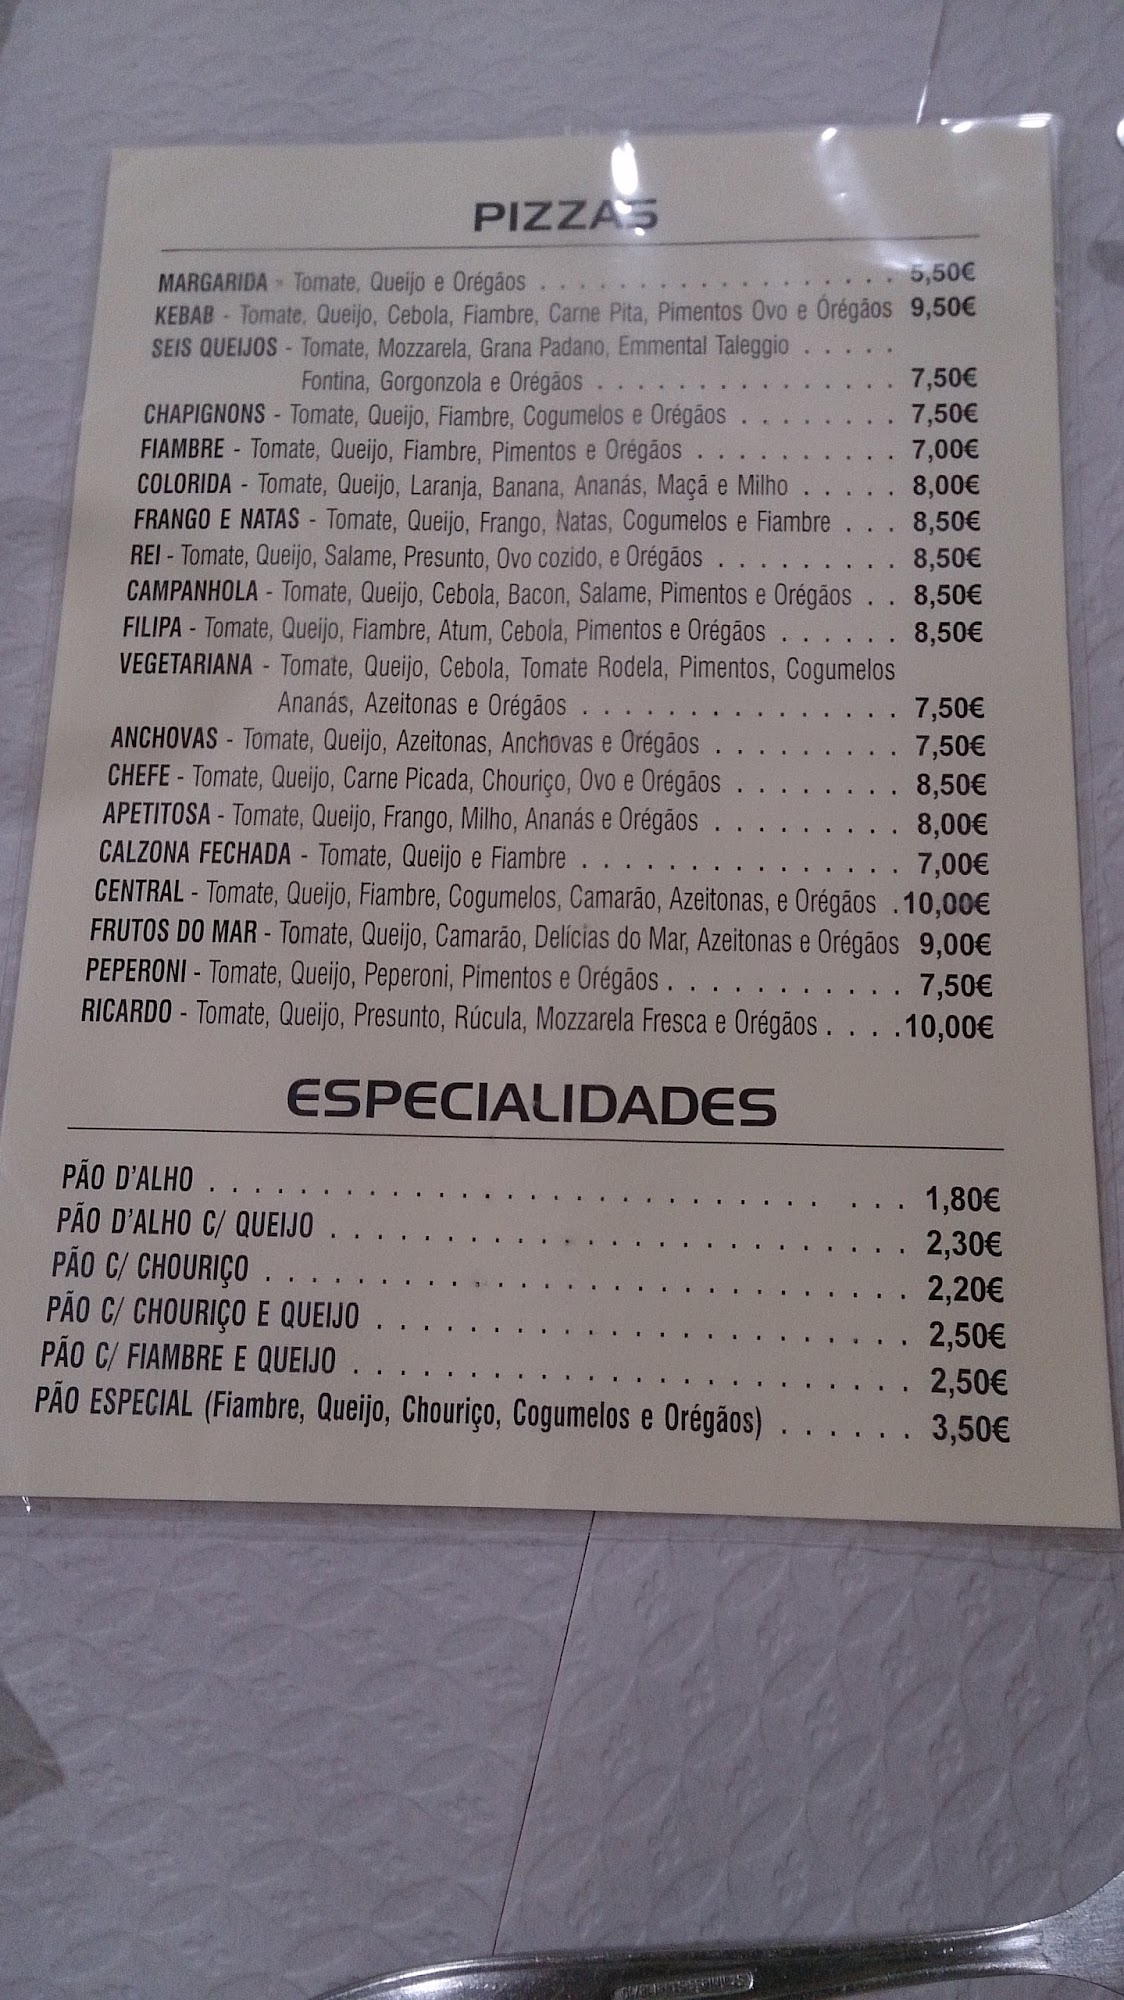 PIZZAS
MARGARIDA - Tomate, Queijo e Orégãos . . . . . . . . . . . . . . . . . . 5,50€
KEBAB - Tomate, Queijo, Cebola, Fiambre, Carne Pita, Pimentos Ovo e Órégãos 9,50€
SEIS QUEIJOS - Tomate, Mozzarela, Grana Padano, Emmental Taleggio . . . . .
Fontina, Gorgonzola e Orégãos . . . . . . . . . . . . . . . 7,50€
CHAPIGNONS - Tomate, Queijo, Fiambre, Cogumelos e Orégãos . . . . . . . . 7,50€
FIAMBRE - Tomate, Queijo, Fiambre, Pimentos e Orégãos . . . . . . . . . . 7,00€
COLORIDA - Tomate, Queijo, Laranja, Banana, Ananás, Maçã e Milho . . . . . 8,00€
FRANGO E NATAS - Tomate, Queijo, Frango, Natas, Cogumelos e Fiambre . . . 8,50€
REI - Tomate, Queijo, Salame, Presunto, Ovo cozido, e Orégãos . . . . . . . . . 8,50€
CAMPANHOLA - Tomate, Queijo, Cebola, Bacon, Salame, Pimentos e Orégãos . . 8,50€
FILIPA - Tomate, Queijo, Fiambre, Atum, Cebola, Pimentos e Orégãos . . . . . . 8,50€
VEGETARIANA - Tomate, Queijo, Cebola, Tomate Rodela, Pimentos, Cogumelos
Ananás, Azeitonas e Orégãos . . . . . . . . . . . . . . . 7,50€
ANCHOVAS - Tomate, Queijo, Azeitonas, Anchovas e Orégãos . . . . . . . . . 7,50€
CHEFE - Tomate, Queijo, Carne Picada, Chouriço, Ovo e Orégãos . . . . . . . . 8,50€
APETITOSA - Tomate, Queijo, Frango, Milho, Ananás e Orégãos . . . . . . . . . 8,00€
CALZONA FECHADA - Tomate, Queijo e Fiambre . . . . . . . . . . . . . . . 7,00€
CENTRAL - Tomate, Queijo, Fiambre, Cogumelos, Camarão, Azeitonas, e Orégãos . 10,00€
FRUTOS DO MAR - Tomate, Queijo, Camarão, Delícias do Mar, Azeitonas e Orégãos 9,00€
PEPERONI - Tomate, Queijo, Peperoni, Pimentos e Orégãos . . . . . . . . . . . 7,50€
RICARDO - Tomate, Queijo, Presunto, Rúcula, Mozzarela Fresca e Orégãos . . . . 10,00€
ESPECIALIDADES
PÃO D'ALHO . . . . . . . . . . . . . . . . . . . . . . . . . . . . . . 1,80€
PÃO D'ALHO C/ QUEIJO . . . . . . . . . . . . . . . . . . . . . . . . . 2,30€
PÃO C/ CHOURIÇO . . . . . . . . . . . . . . . . . . . . . . . . . . . . 2,20€
PÃO C/ CHOURIÇO E QUEIJO . . . . . . . . . . . . . . . . . . . . . . . 2,50€
PÃO C/ FIAMBRE E QUEIJO . . . . . . . . . . . . . . . . . . . . . . . . 2,50€
PÃO ESPECIAL (Fiambre, Queijo, Chouriço, Cogumelos e Orégãos) . . . . . . 3,50€